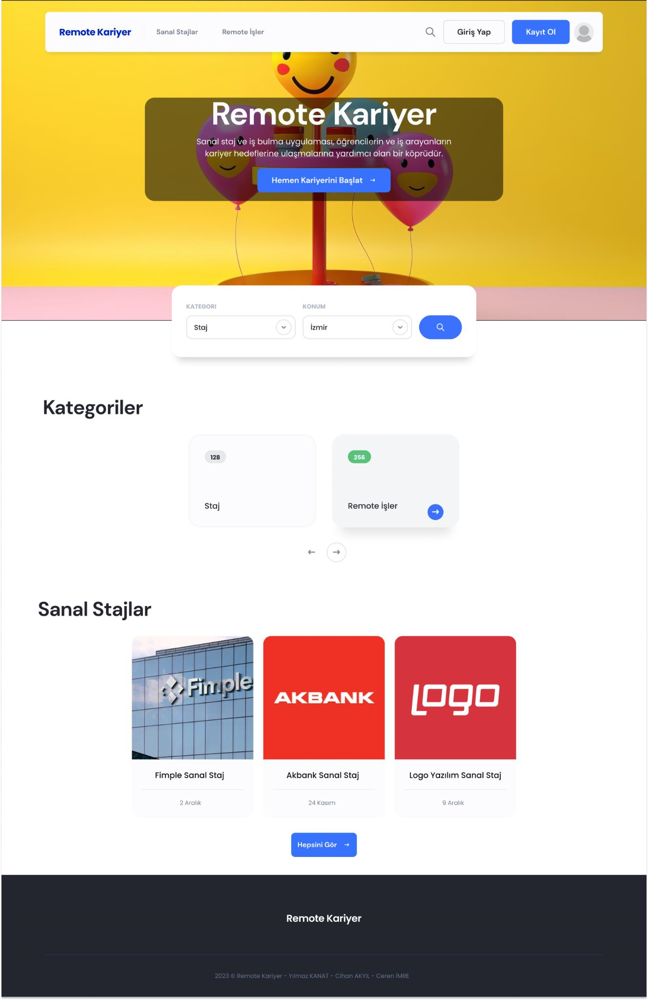 Remote Kariyer
Sanal Stajlar
Remote İşler
Giriş Yap
Kayıt Ol
Remote Kariyer
Sanal staj ve iş bulma uygulaması, öğrencilerin ve iş arayanların
kariyer hedeflerine ulaşmalarına yardımcı olan bir köprüdür.
Hemen Kariyerini Başlat →
KATEGORI
KONUM
Staj
İzmir
Kategoriler
128
256
Staj
Remote İşler
Sanal Stajlar
Fimple
AKBANK
LOGO
Fimple Sanal Staj
Akbank Sanal Staj
Logo Yazılım Sanal Staj
2 Aralık
24 Kasım
9 Aralık
Hepsini Gör →
Remote Kariyer
2023 © Remote Kariyer - Yılmaz KANAT - Cihan AKYIL - Ceren İMRE